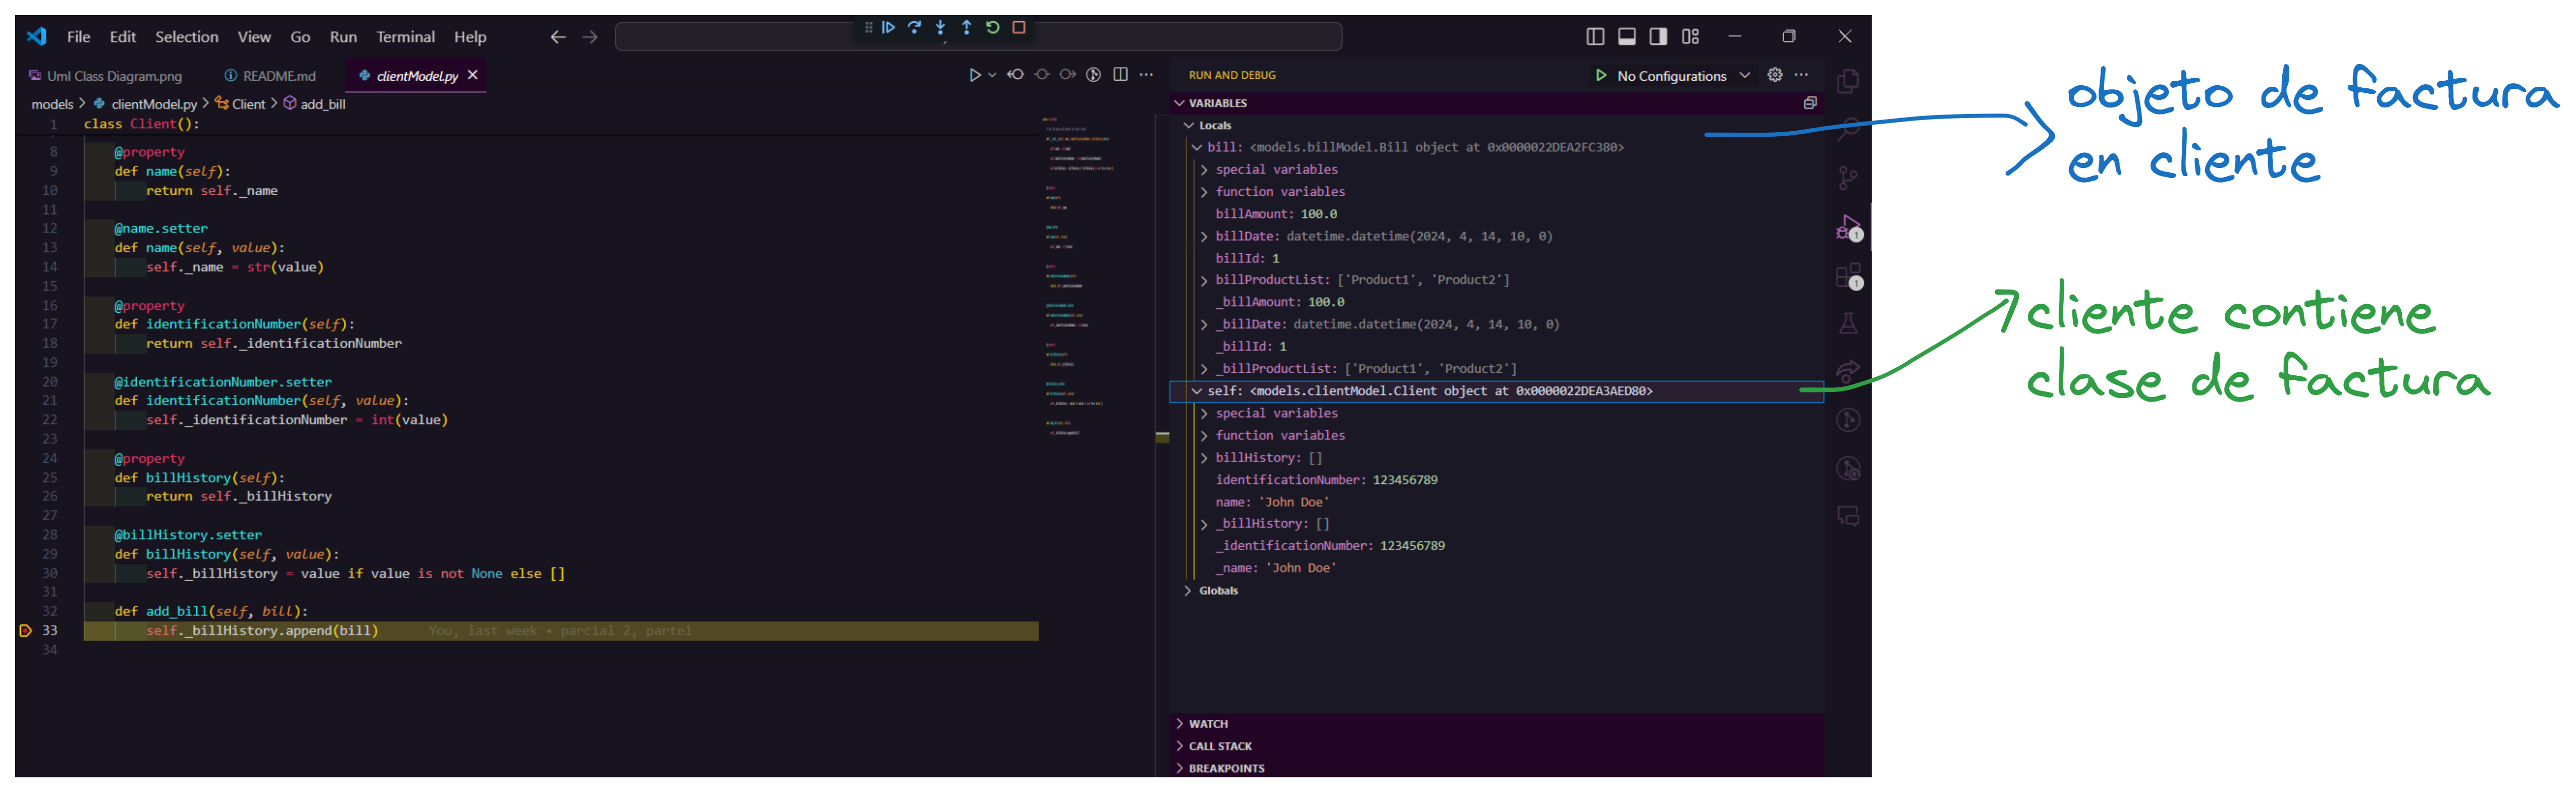 File Edit Selection View Go Run Terminal Help
Uml Class Diagram.png README.md clientModel.py
models > clientModel.py > Client > add_bill
1 class Client():
8 @property
9 def name(self):
10 return self._name
11
12 @name.setter
13 def name(self, value):
14 self._name = str(value)
15
16 @property
17 def identificationNumber(self):
18 return self._identificationNumber
19
20 @identificationNumber.setter
21 def identificationNumber(self, value):
22 self._identificationNumber = int(value)
23
24 @property
25 def billHistory(self):
26 return self._billHistory
27
28 @billHistory.setter
29 def billHistory(self, value):
30 self._billHistory = value if value is not None else []
31
32 def add_bill(self, bill):
33 self._billHistory.append(bill) You, last week • parcial 2, parte1
34
RUN AND DEBUG No Configurations
VARIABLES
Locals
bill: <models.billModel.Bill object at 0x0000022DEA2FC380>
special variables
function variables
billAmount: 100.0
billDate: datetime.datetime(2024, 4, 14, 10, 0)
billId: 1
billProductList: ['Product1', 'Product2']
_billAmount: 100.0
_billDate: datetime.datetime(2024, 4, 14, 10, 0)
_billId: 1
_billProductList: ['Product1', 'Product2']
self: <models.clientModel.Client object at 0x0000022DEA3AED80>
special variables
function variables
billHistory: []
identificationNumber: 123456789
name: 'John Doe'
_billHistory: []
_identificationNumber: 123456789
_name: 'John Doe'
Globals
WATCH
CALL STACK
BREAKPOINTS
1
1
objeto de factura
en cliente
cliente contiene
clase de factura